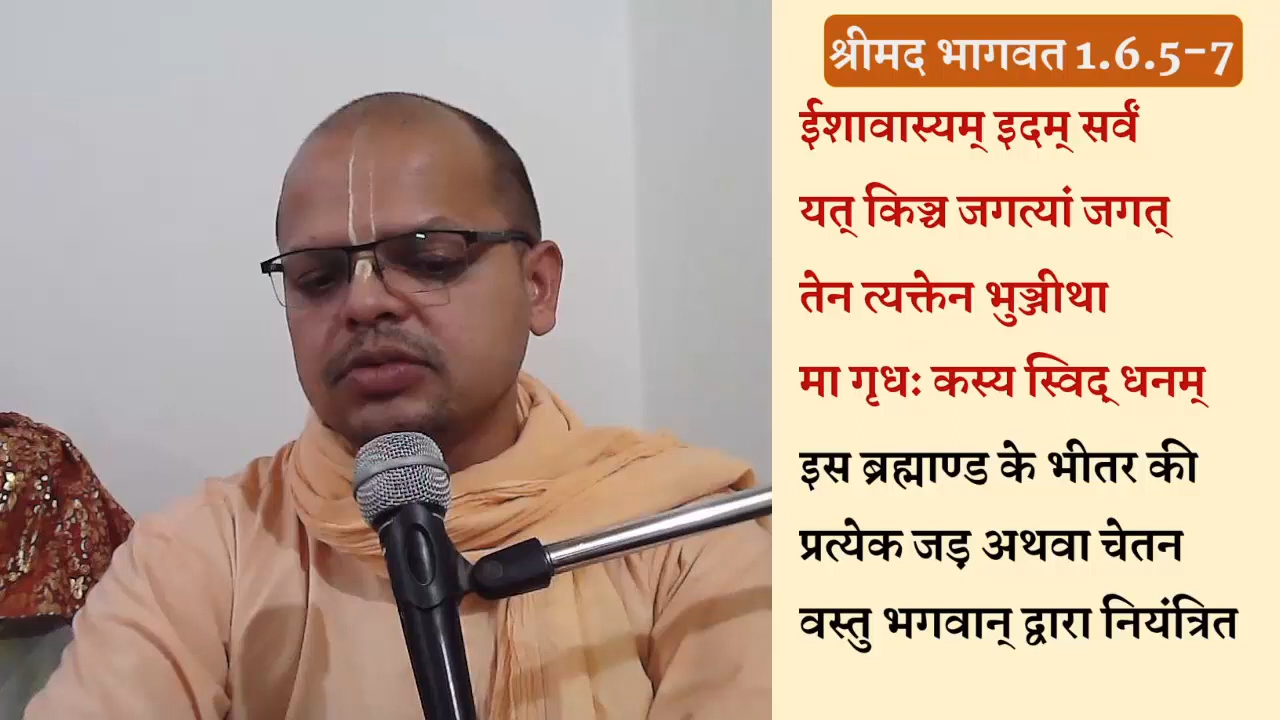 श्रीमद भागवत 1.6.5-7
ईशावास्यम् इदम् सर्वं
यत् किञ्च जगत्यां जगत्
तेन त्यक्तेन भुञ्जीथा
मा गृधः कस्य स्विद् धनम्
इस ब्रह्माण्ड के भीतर की
प्रत्येक जड़ अथवा चेतन
वस्तु भगवान् द्वारा नियंत्रित